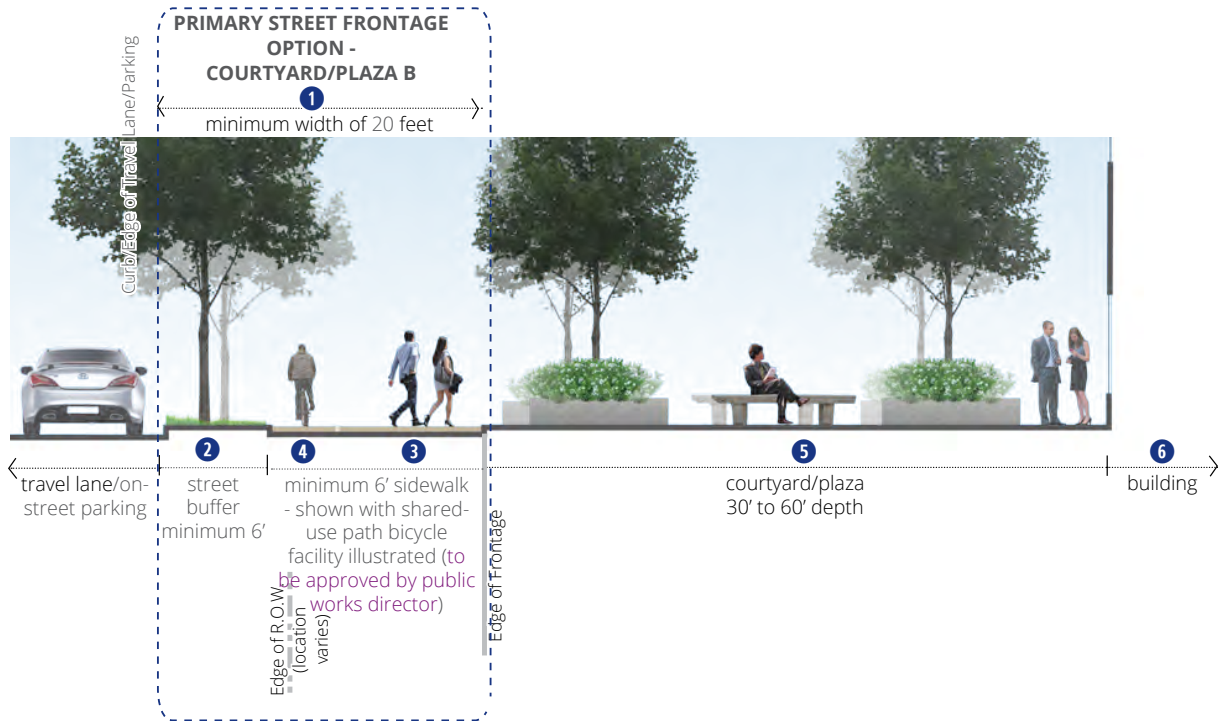 PRIMARY STREET FRONTAGE
OPTION -
COURTYARD/PLAZA B
1
minimum width of 20 feet
Curb/Edge of Travel Lane/Parking
2
4
3
5
6
travel lane/on-
street parking
street
buffer
minimum 6’
minimum 6’ sidewalk
- shown with shared-
use path bicycle
facility illustrated (to
be approved by public
works director)
Edge of R.O.W.
(location
varies)
Edge of Frontage
courtyard/plaza
30’ to 60’ depth
building